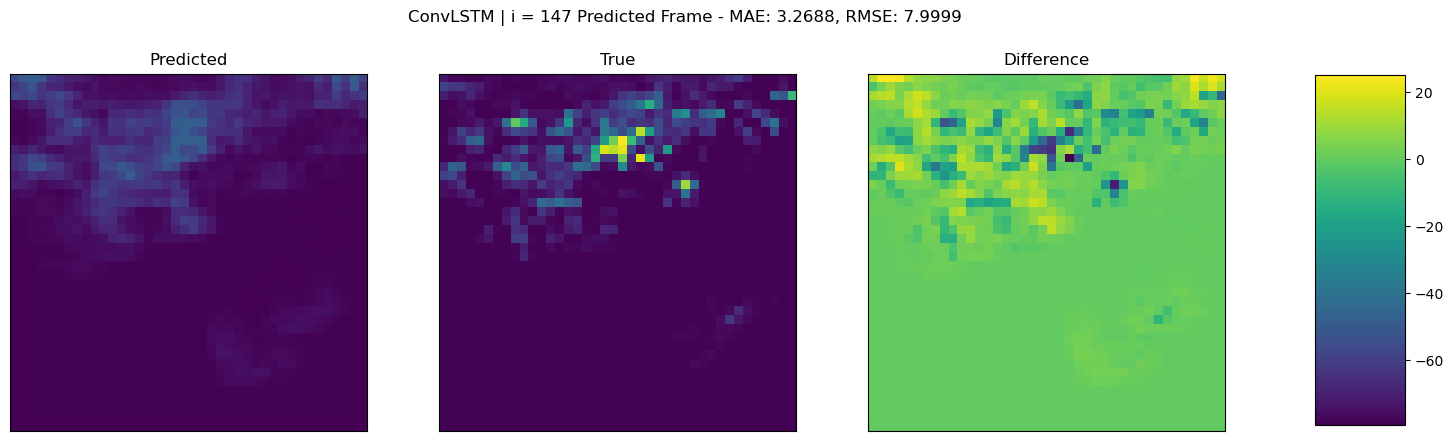 ConvLSTM | i = 147 Predicted Frame - MAE: 3.2688, RMSE: 7.9999
Predicted
True
Difference
20
0
−20
−40
−60